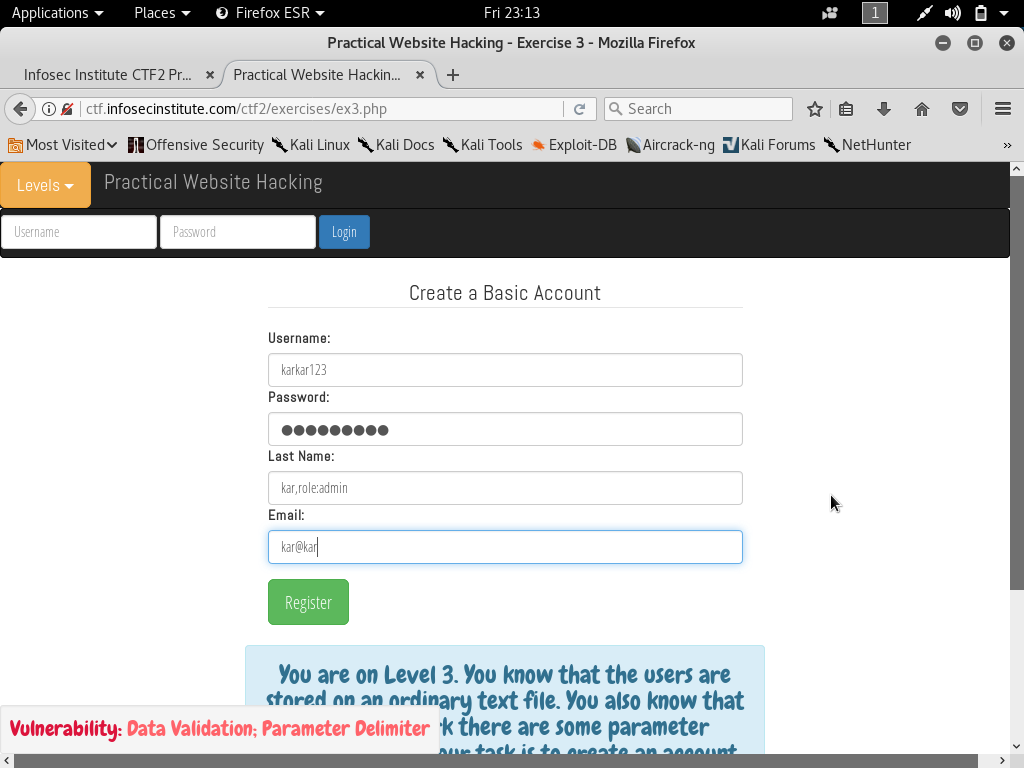 Applications Places Firefox ESR Fri 23:13 1
Practical Website Hacking - Exercise 3 - Mozilla Firefox
Infosec Institute CTF2 Pr... Practical Website Hackin...
ctf.infosecinstitute.com/ctf2/exercises/ex3.php Search
Most Visited Offensive Security Kali Linux Kali Docs Kali Tools Exploit-DB Aircrack-ng Kali Forums NetHunter »
Levels Practical Website Hacking
Username Password Login
Create a Basic Account
Username:
karkar123
Password:
●●●●●●●●●
Last Name:
kar,role:admin
Email:
kar@kar
Register
You are on Level 3. You know that the users are
stored on an ordinary text file. You also know that
there are some parameter
Vulnerability: Data Validation; Parameter Delimiter
task is to create an account